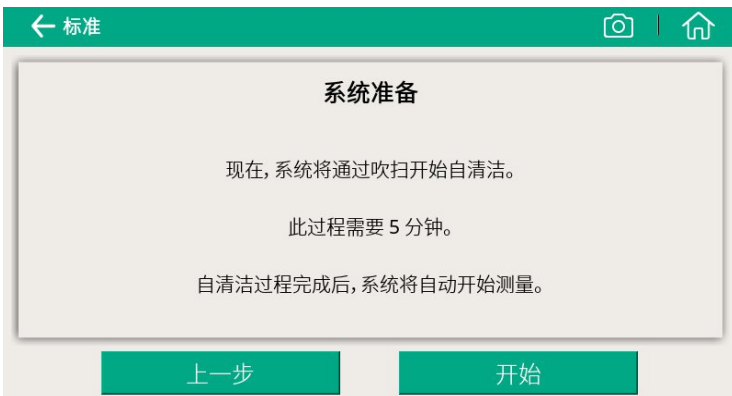 标准
系统准备
现在，系统将通过吹扫开始自清洁。
此过程需要 5 分钟。
自清洁过程完成后，系统将自动开始测量。
上一步 开始